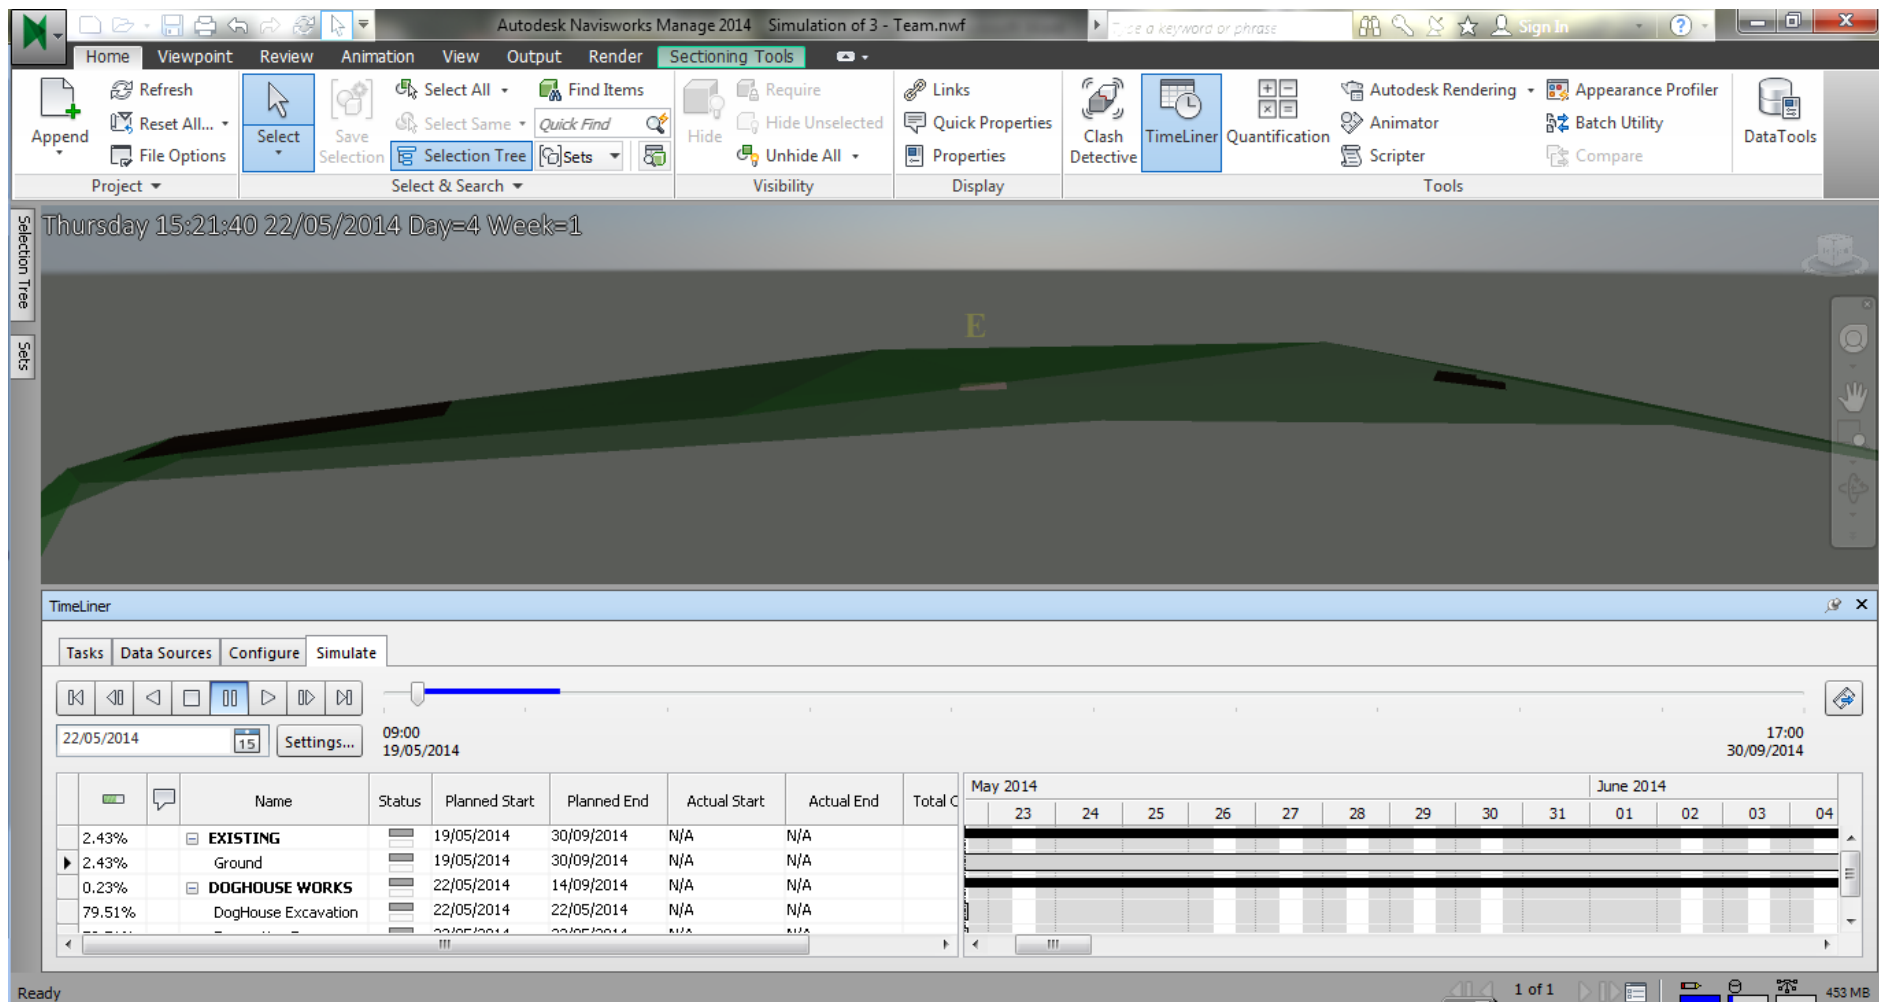 Autodesk Navisworks Manage 2014 Simulation of 3 - Team.nwf
Type a keyword or phrase
Sign In
Home Viewpoint Review Animation View Output Render Sectioning Tools
Append
Refresh
Reset All...
File Options
Project
Select
Save Selection
Select All
Select Same
Selection Tree
Find Items
Quick Find
Sets
Select & Search
Hide
Require
Hide Unselected
Unhide All
Visibility
Links
Quick Properties
Properties
Display
Clash Detective
TimeLiner
Quantification
Autodesk Rendering
Animator
Scripter
Appearance Profiler
Batch Utility
Compare
Tools
DataTools
Selection Tree
Sets
Thursday 15:21:40 22/05/2014 Day=4 Week=1
E
TimeLiner
Tasks Data Sources Configure Simulate
22/05/2014 15 Settings...
09:00
19/05/2014
17:00
30/09/2014
Name Status Planned Start Planned End Actual Start Actual End Total C
May 2014 June 2014
23 24 25 26 27 28 29 30 31 01 02 03 04
2.43% EXISTING 19/05/2014 30/09/2014 N/A N/A
2.43% Ground 19/05/2014 30/09/2014 N/A N/A
0.23% DOGHOUSE WORKS 22/05/2014 14/09/2014 N/A N/A
79.51% DogHouse Excavation 22/05/2014 22/05/2014 N/A N/A
Ready
1 of 1
453 MB